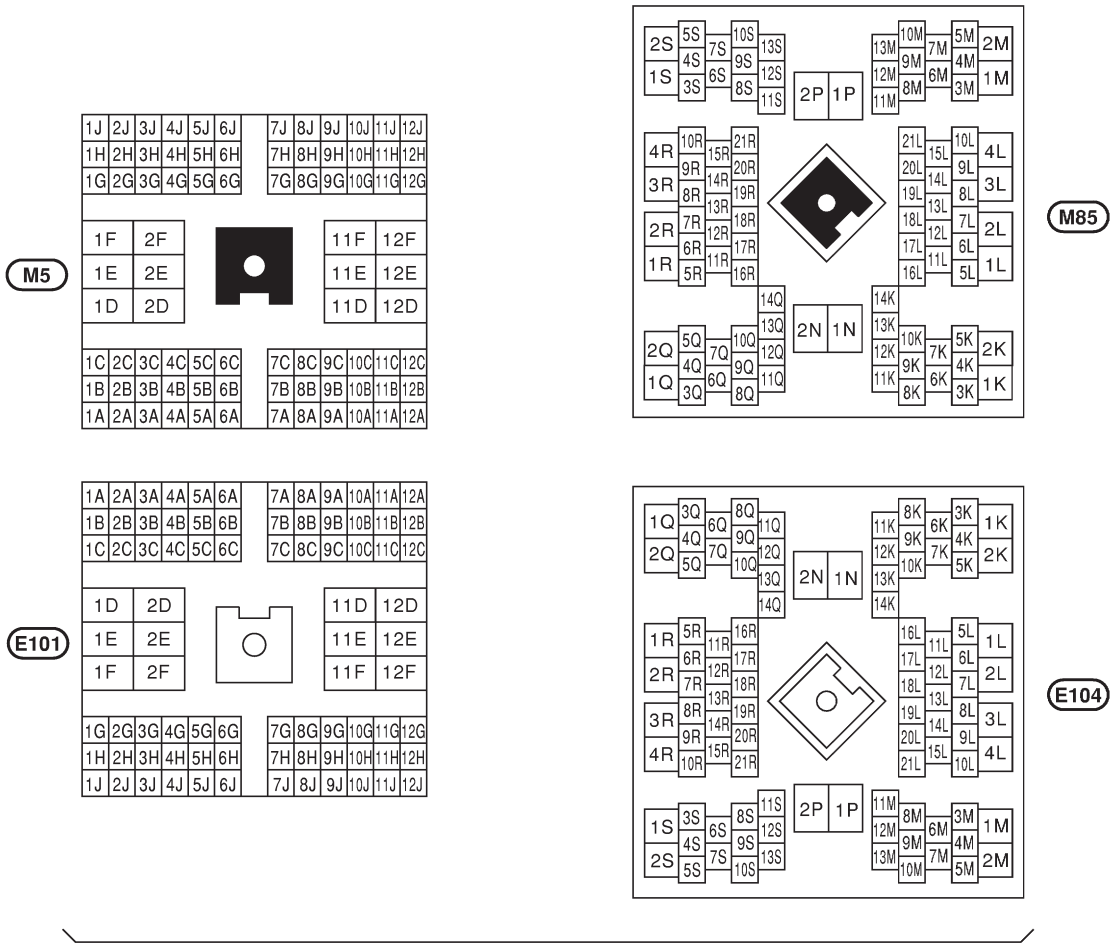 1J 2J 3J 4J 5J 6J 7J 8J 9J 10J 11J 12J
1H 2H 3H 4H 5H 6H 7H 8H 9H 10H 11H 12H
1G 2G 3G 4G 5G 6G 7G 8G 9G 10G 11G 12G
1F 2F 11F 12F
M5
1E 2E 11E 12E
1D 2D 11D 12D
1C 2C 3C 4C 5C 6C 7C 8C 9C 10C 11C 12C
1B 2B 3B 4B 5B 6B 7B 8B 9B 10B 11B 12B
1A 2A 3A 4A 5A 6A 7A 8A 9A 10A 11A 12A
5S 10S 10M 5M
2S 7S 13S 13M 7M 2M
4S 9S 9M 4M
1S 6S 12S 12M 6M 1M
3S 8S 8M 3M
11S 2P 1P 11M
10R 21R 21L 10L
4R 15R 15L 4L
9R 20R 20L 9L
14R 14L
3R 8R 19R 19L 8L 3L
13R 13L
7R 18R 18L 7L
M85
2R 12R 12L 2L
6R 17R 17L 6L
1R 11R 11L 1L
5R 16R 16L 5L
14Q 14K
13Q 2N 1N 13K
5Q 10Q 10K 5K
2Q 7Q 12Q 12K 7K 2K
4Q 9Q 9K 4K
1Q 6Q 11Q 11K 6K 1K
3Q 8Q 8K 3K
1A 2A 3A 4A 5A 6A 7A 8A 9A 10A 11A 12A
1B 2B 3B 4B 5B 6B 7B 8B 9B 10B 11B 12B
1C 2C 3C 4C 5C 6C 7C 8C 9C 10C 11C 12C
1D 2D 11D 12D
E101
1E 2E 11E 12E
1F 2F 11F 12F
1G 2G 3G 4G 5G 6G 7G 8G 9G 10G 11G 12G
1H 2H 3H 4H 5H 6H 7H 8H 9H 10H 11H 12H
1J 2J 3J 4J 5J 6J 7J 8J 9J 10J 11J 12J
3Q 8Q 8K 3K
1Q 6Q 11Q 11K 6K 1K
4Q 9Q 9K 4K
2Q 7Q 12Q 12K 7K 2K
5Q 10Q 10K 5K
13Q 2N 1N 13K
14Q 14K
5R 16R 16L 5L
1R 11R 11L 1L
6R 17R 17L 6L
2R 12R 12L 2L
7R 18R 18L 7L
13R 13L
E104
8R 19R 19L 8L
3R 14R 14L 3L
9R 20R 20L 9L
4R 15R 15L 4L
10R 21R 21L 10L
11S 2P 1P 11M
3S 8S 8M 3M
1S 6S 12S 12M 6M 1M
4S 9S 9M 4M
2S 7S 13S 13M 7M 2M
5S 10S 10M 5M